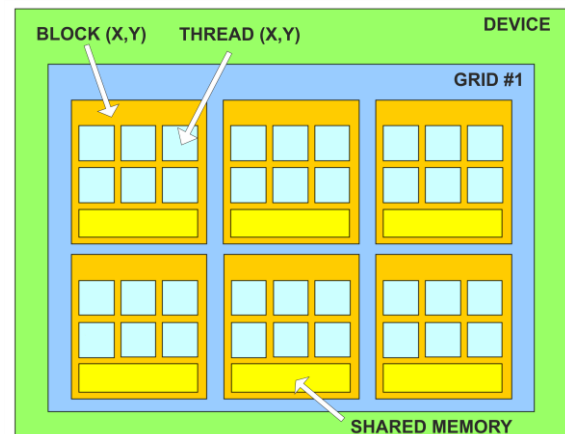 DEVICE
BLOCK (X,Y)
THREAD (X,Y)
GRID #1
SHARED MEMORY